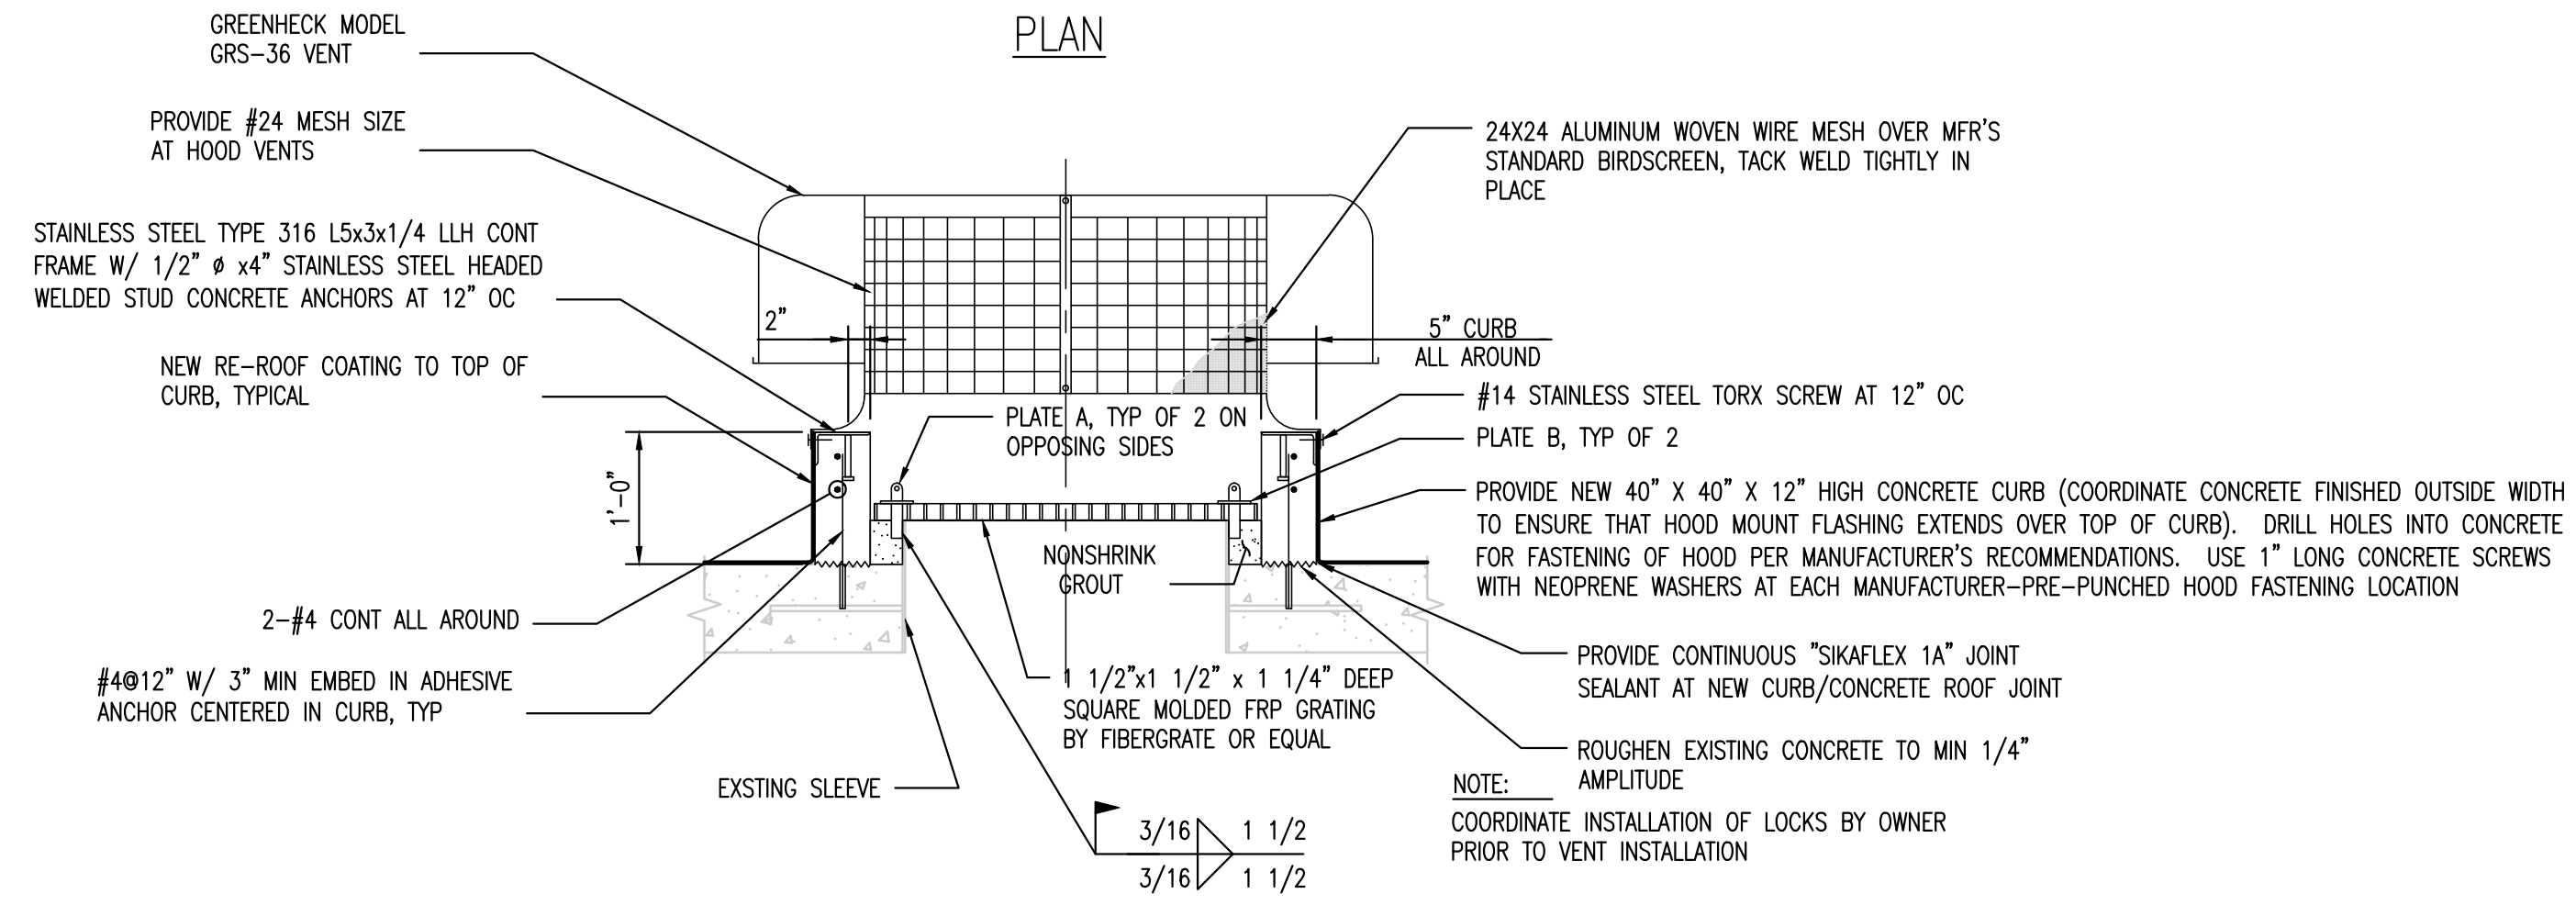 PLAN
GREENHECK MODEL
GRS-36 VENT
PROVIDE #24 MESH SIZE
AT HOOD VENTS
STAINLESS STEEL TYPE 316 L5x3x1/4 LLH CONT
FRAME W/ 1/2" ø x4" STAINLESS STEEL HEADED
WELDED STUD CONCRETE ANCHORS AT 12" OC
NEW RE-ROOF COATING TO TOP OF
CURB, TYPICAL
1'-0"
2-#4 CONT ALL AROUND
#4@12" W/ 3" MIN EMBED IN ADHESIVE
ANCHOR CENTERED IN CURB, TYP
EXSTING SLEEVE
2"
PLATE A, TYP OF 2 ON
OPPOSING SIDES
NONSHRINK
GROUT
1 1/2"x1 1/2" x 1 1/4" DEEP
SQUARE MOLDED FRP GRATING
BY FIBERGRATE OR EQUAL
3/16 1 1/2
3/16 1 1/2
24X24 ALUMINUM WOVEN WIRE MESH OVER MFR'S
STANDARD BIRDSCREEN, TACK WELD TIGHTLY IN
PLACE
5" CURB
ALL AROUND
#14 STAINLESS STEEL TORX SCREW AT 12" OC
PLATE B, TYP OF 2
PROVIDE NEW 40" X 40" X 12" HIGH CONCRETE CURB (COORDINATE CONCRETE FINISHED OUTSIDE WIDTH
TO ENSURE THAT HOOD MOUNT FLASHING EXTENDS OVER TOP OF CURB). DRILL HOLES INTO CONCRETE
FOR FASTENING OF HOOD PER MANUFACTURER'S RECOMMENDATIONS. USE 1" LONG CONCRETE SCREWS
WITH NEOPRENE WASHERS AT EACH MANUFACTURER-PRE-PUNCHED HOOD FASTENING LOCATION
PROVIDE CONTINUOUS "SIKAFLEX 1A" JOINT
SEALANT AT NEW CURB/CONCRETE ROOF JOINT
ROUGHEN EXISTING CONCRETE TO MIN 1/4"
AMPLITUDE
NOTE:
COORDINATE INSTALLATION OF LOCKS BY OWNER
PRIOR TO VENT INSTALLATION